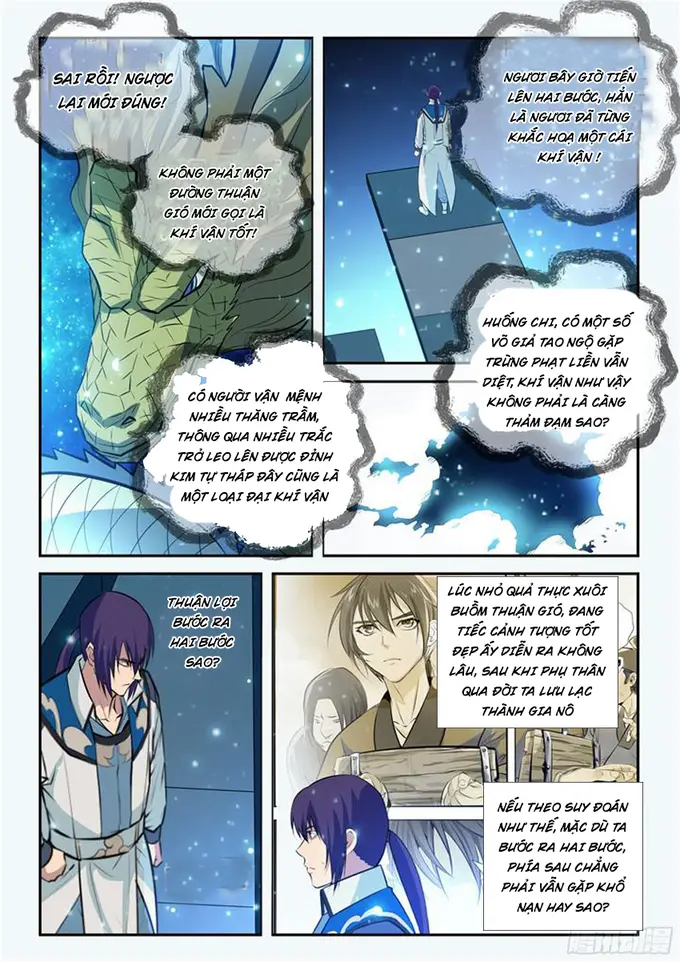 SAI RỒI! NGƯỢC
LẠI MỚI ĐÚNG!
KHÔNG PHẢI MỘT
ĐƯỜNG THUẬN
GIÓ MỚI GỌI LÀ
KHÍ VẬN TỐT!
CÓ NGƯỜI VẬN MỆNH
NHIỀU THĂNG TRẦM,
THÔNG QUA NHIỀU TRẮC
TRỞ LEO LÊN ĐƯỢC ĐỈNH
KIM TỰ THÁP ĐÂY CŨNG LÀ
MỘT LOẠI ĐẠI KHÍ VẬN
NGƯƠI BÂY GIỜ TIẾN
LÊN HAI BƯỚC, HẲN
LÀ NGƯƠI ĐÃ TỪNG
KHẮC HOẠ MỘT CÁI
KHÍ VẬN !
HUỐNG CHI, CÓ MỘT SỐ
VÕ GIẢ TAO NGỘ GẶP
TRỪNG PHẠT LIỀN VẪN
DIỆT, KHÍ VẬN NHƯ VẬY
KHÔNG PHẢI LÀ CÀNG
THẢM ĐẠM SAO?
THUẬN LỢI
BƯỚC RA
HAI BƯỚC
SAO?
LÚC NHỎ QUẢ THỰC XUÔI
BUỒM THUẬN GIÓ, ĐANG
TIẾC CẢNH TƯỢNG TỐT
ĐẸP ẤY DIỄN RA KHÔNG
LÂU, SAU KHI PHỤ THÂN
QUA ĐỜI TA LƯU LẠC
THÀNH GIA NÔ
NẾU THEO SUY ĐOÁN
NHƯ THẾ, MẶC DÙ TA
BƯỚC RA HAI BƯỚC,
PHÍA SAU CHẲNG
PHẢI VẪN GẶP KHỔ
NẠN HAY SAO?
腾讯动漫